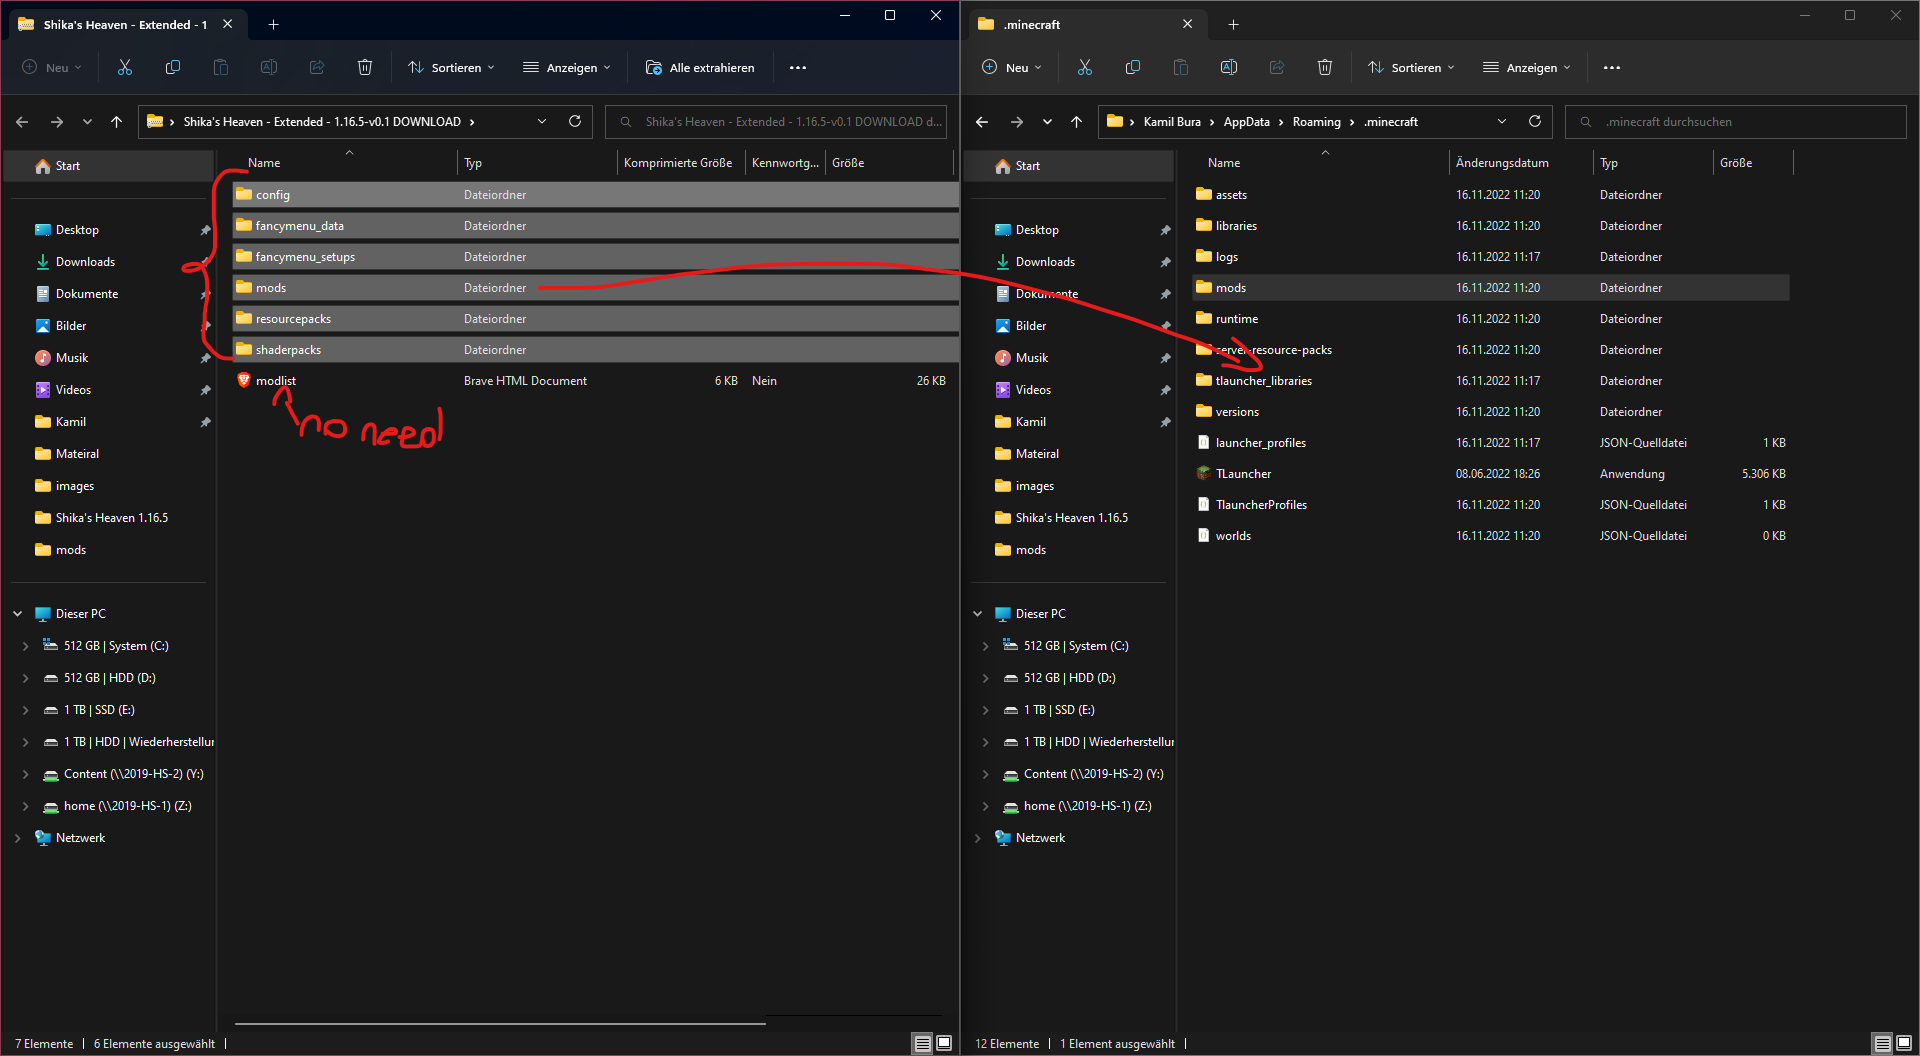 Shika's Heaven - Extended - 1
Neu
Sortieren
Anzeigen
Alle extrahieren
Shika's Heaven - Extended - 1.16.5-v0.1 DOWNLOAD
Shika's Heaven - Extended - 1.16.5-v0.1 DOWNLOAD d...
Start
Desktop
Downloads
Dokumente
Bilder
Musik
Videos
Kamil
Mateiral
images
Shika's Heaven 1.16.5
mods
Dieser PC
512 GB | System (C:)
512 GB | HDD (D:)
1 TB | SSD (E:)
1 TB | HDD | Wiederherstellur
Content (\\2019-HS-2) (Y:)
home (\\2019-HS-1) (Z:)
Netzwerk
Name Typ Komprimierte Größe Kennwortg... Größe
config Dateiordner
fancymenu_data Dateiordner
fancymenu_setups Dateiordner
mods Dateiordner
resourcepacks Dateiordner
shaderpacks Dateiordner
modlist Brave HTML Document 6 KB Nein 26 KB
no need
7 Elemente 6 Elemente ausgewählt
.minecraft
Neu
Sortieren
Anzeigen
Kamil Bura AppData Roaming .minecraft
.minecraft durchsuchen
Start
Desktop
Downloads
Dokumente
Bilder
Musik
Videos
Kamil
Mateiral
images
Shika's Heaven 1.16.5
mods
Dieser PC
512 GB | System (C:)
512 GB | HDD (D:)
1 TB | SSD (E:)
1 TB | HDD | Wiederherstellur
Content (\\2019-HS-2) (Y:)
home (\\2019-HS-1) (Z:)
Netzwerk
Name Änderungsdatum Typ Größe
assets 16.11.2022 11:20 Dateiordner
libraries 16.11.2022 11:20 Dateiordner
logs 16.11.2022 11:17 Dateiordner
mods 16.11.2022 11:20 Dateiordner
runtime 16.11.2022 11:20 Dateiordner
server-resource-packs 16.11.2022 11:20 Dateiordner
tlauncher_libraries 16.11.2022 11:17 Dateiordner
versions 16.11.2022 11:20 Dateiordner
launcher_profiles 16.11.2022 11:17 JSON-Quelldatei 1 KB
TLauncher 08.06.2022 18:26 Anwendung 5.306 KB
TlauncherProfiles 16.11.2022 11:20 JSON-Quelldatei 1 KB
worlds 16.11.2022 11:20 JSON-Quelldatei 0 KB
12 Elemente 1 Element ausgewählt